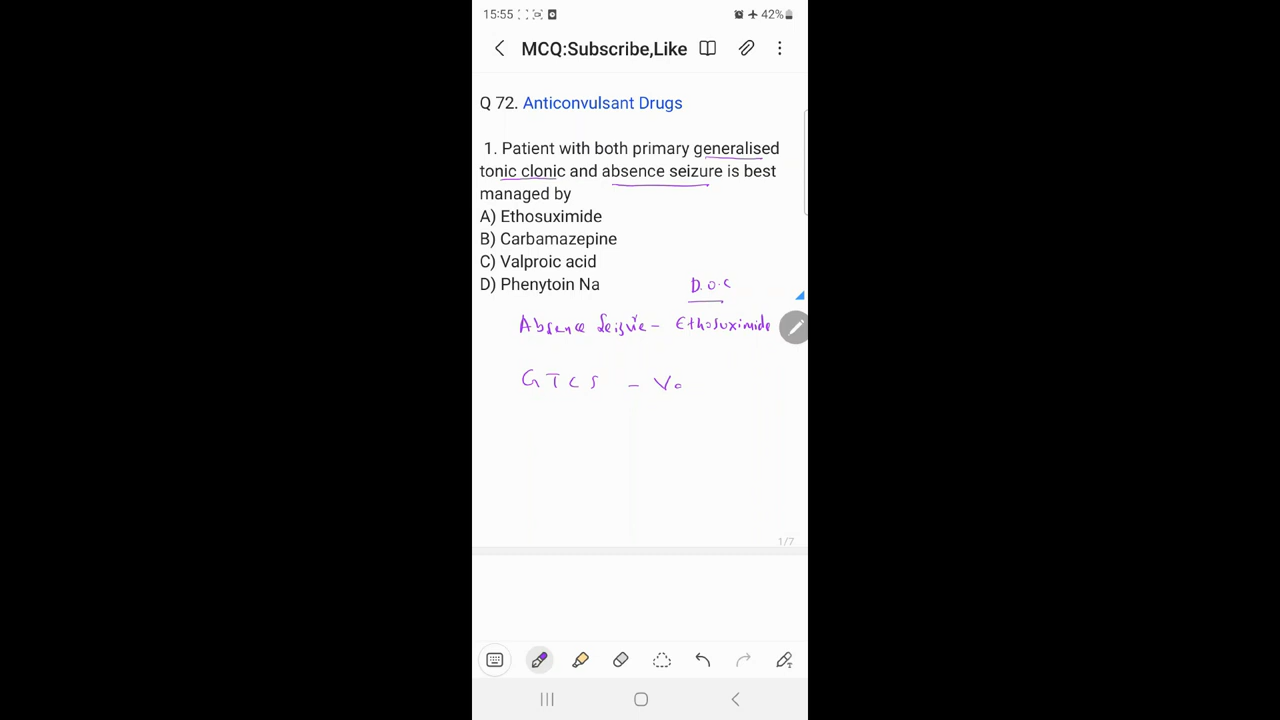 15:55 42%
MCQ:Subscribe,Like
Q 72. Anticonvulsant Drugs
1. Patient with both primary generalised
tonic clonic and absence seizure is best
managed by
A) Ethosuximide
B) Carbamazepine
C) Valproic acid
D) Phenytoin Na
D.O.C
Absence Seizure - Ethosuximide
GTCS - Va
1/7